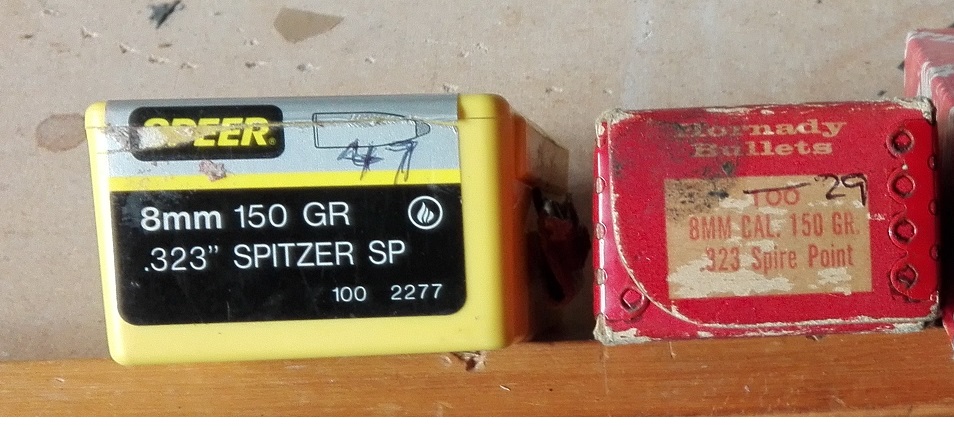 SPEER
8mm 150 GR
.323” SPITZER SP
100 2277
Hornady
Bullets
100 29
8MM CAL. 150 GR.
.323 Spire Point